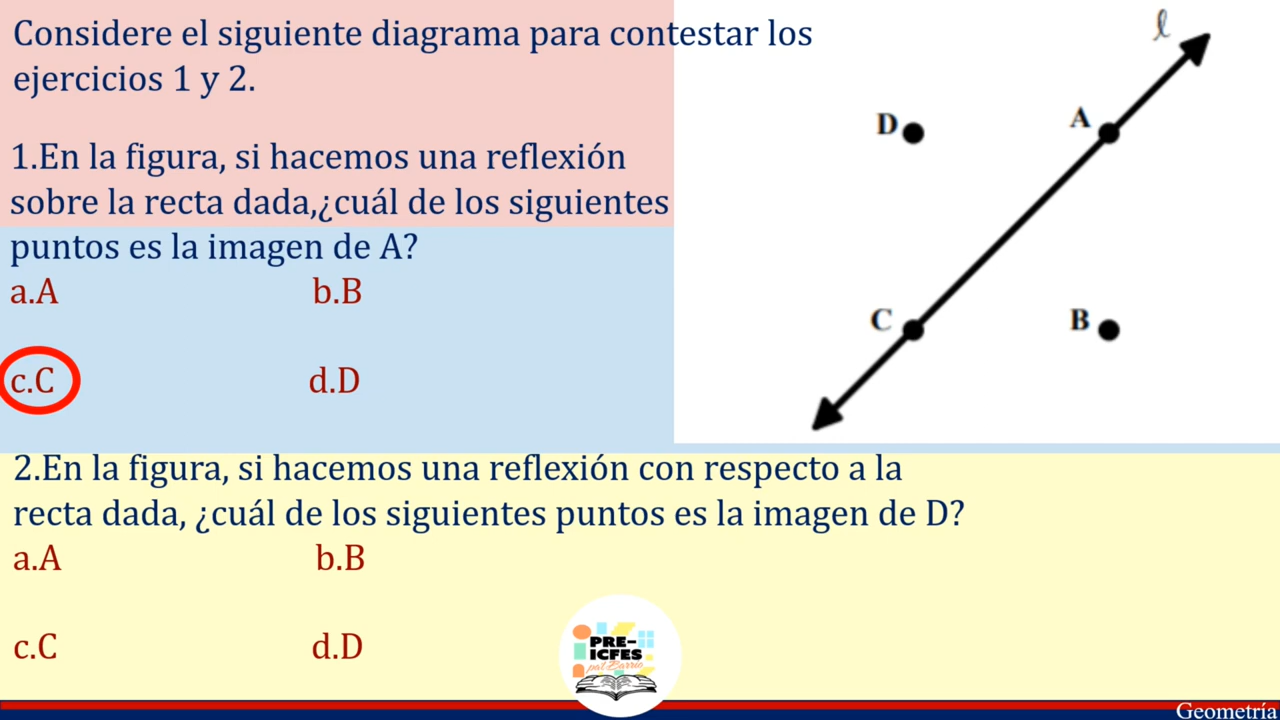 Considere el siguiente diagrama para contestar los
ejercicios 1 y 2.
1.En la figura, si hacemos una reflexión
sobre la recta dada,¿cuál de los siguientes
puntos es la imagen de A?
a.A b.B
c.C d.D
ℓ
D A
C B
2.En la figura, si hacemos una reflexión con respecto a la
recta dada, ¿cuál de los siguientes puntos es la imagen de D?
a.A b.B
c.C d.D
PRE-
ICFES
pal Barrio
Geometría